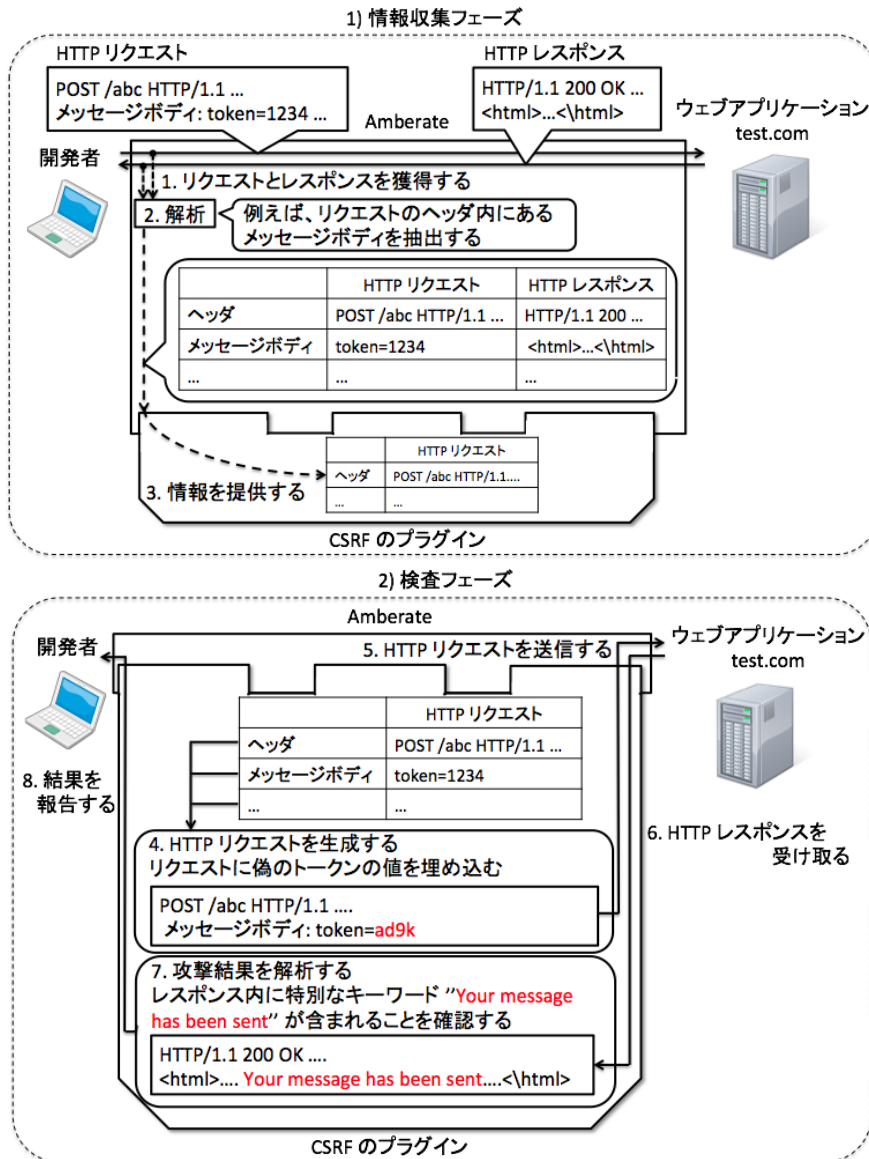 1) 情報収集フェーズ
HTTP リクエスト
HTTP レスポンス
POST /abc HTTP/1.1 ...
メッセージボディ: token=1234 ...
HTTP/1.1 200 OK ...
<html>...<\html>
Amberate
開発者
ウェブアプリケーション
test.com
1. リクエストとレスポンスを獲得する
2. 解析
例えば、リクエストのヘッダ内にある
メッセージボディを抽出する
HTTP リクエスト HTTP レスポンス
ヘッダ POST /abc HTTP/1.1 ... HTTP/1.1 200 ...
メッセージボディ token=1234 <html>...<\html>
... ... ...
HTTP リクエスト
ヘッダ POST /abc HTTP/1.1....
... ...
3. 情報を提供する
CSRF のプラグイン
2) 検査フェーズ
Amberate
開発者
5. HTTP リクエストを送信する
ウェブアプリケーション
test.com
HTTP リクエスト
ヘッダ POST /abc HTTP/1.1 ...
メッセージボディ token=1234
... ...
8. 結果を
報告する
6. HTTP レスポンスを
受け取る
4. HTTP リクエストを生成する
リクエストに偽のトークンの値を埋め込む
POST /abc HTTP/1.1 ....
メッセージボディ: token=ad9k
7. 攻撃結果を解析する
レスポンス内に特別なキーワード ″Your message
has been sent″ が含まれることを確認する
HTTP/1.1 200 OK ....
<html>.... Your message has been sent....<\html>
CSRF のプラグイン